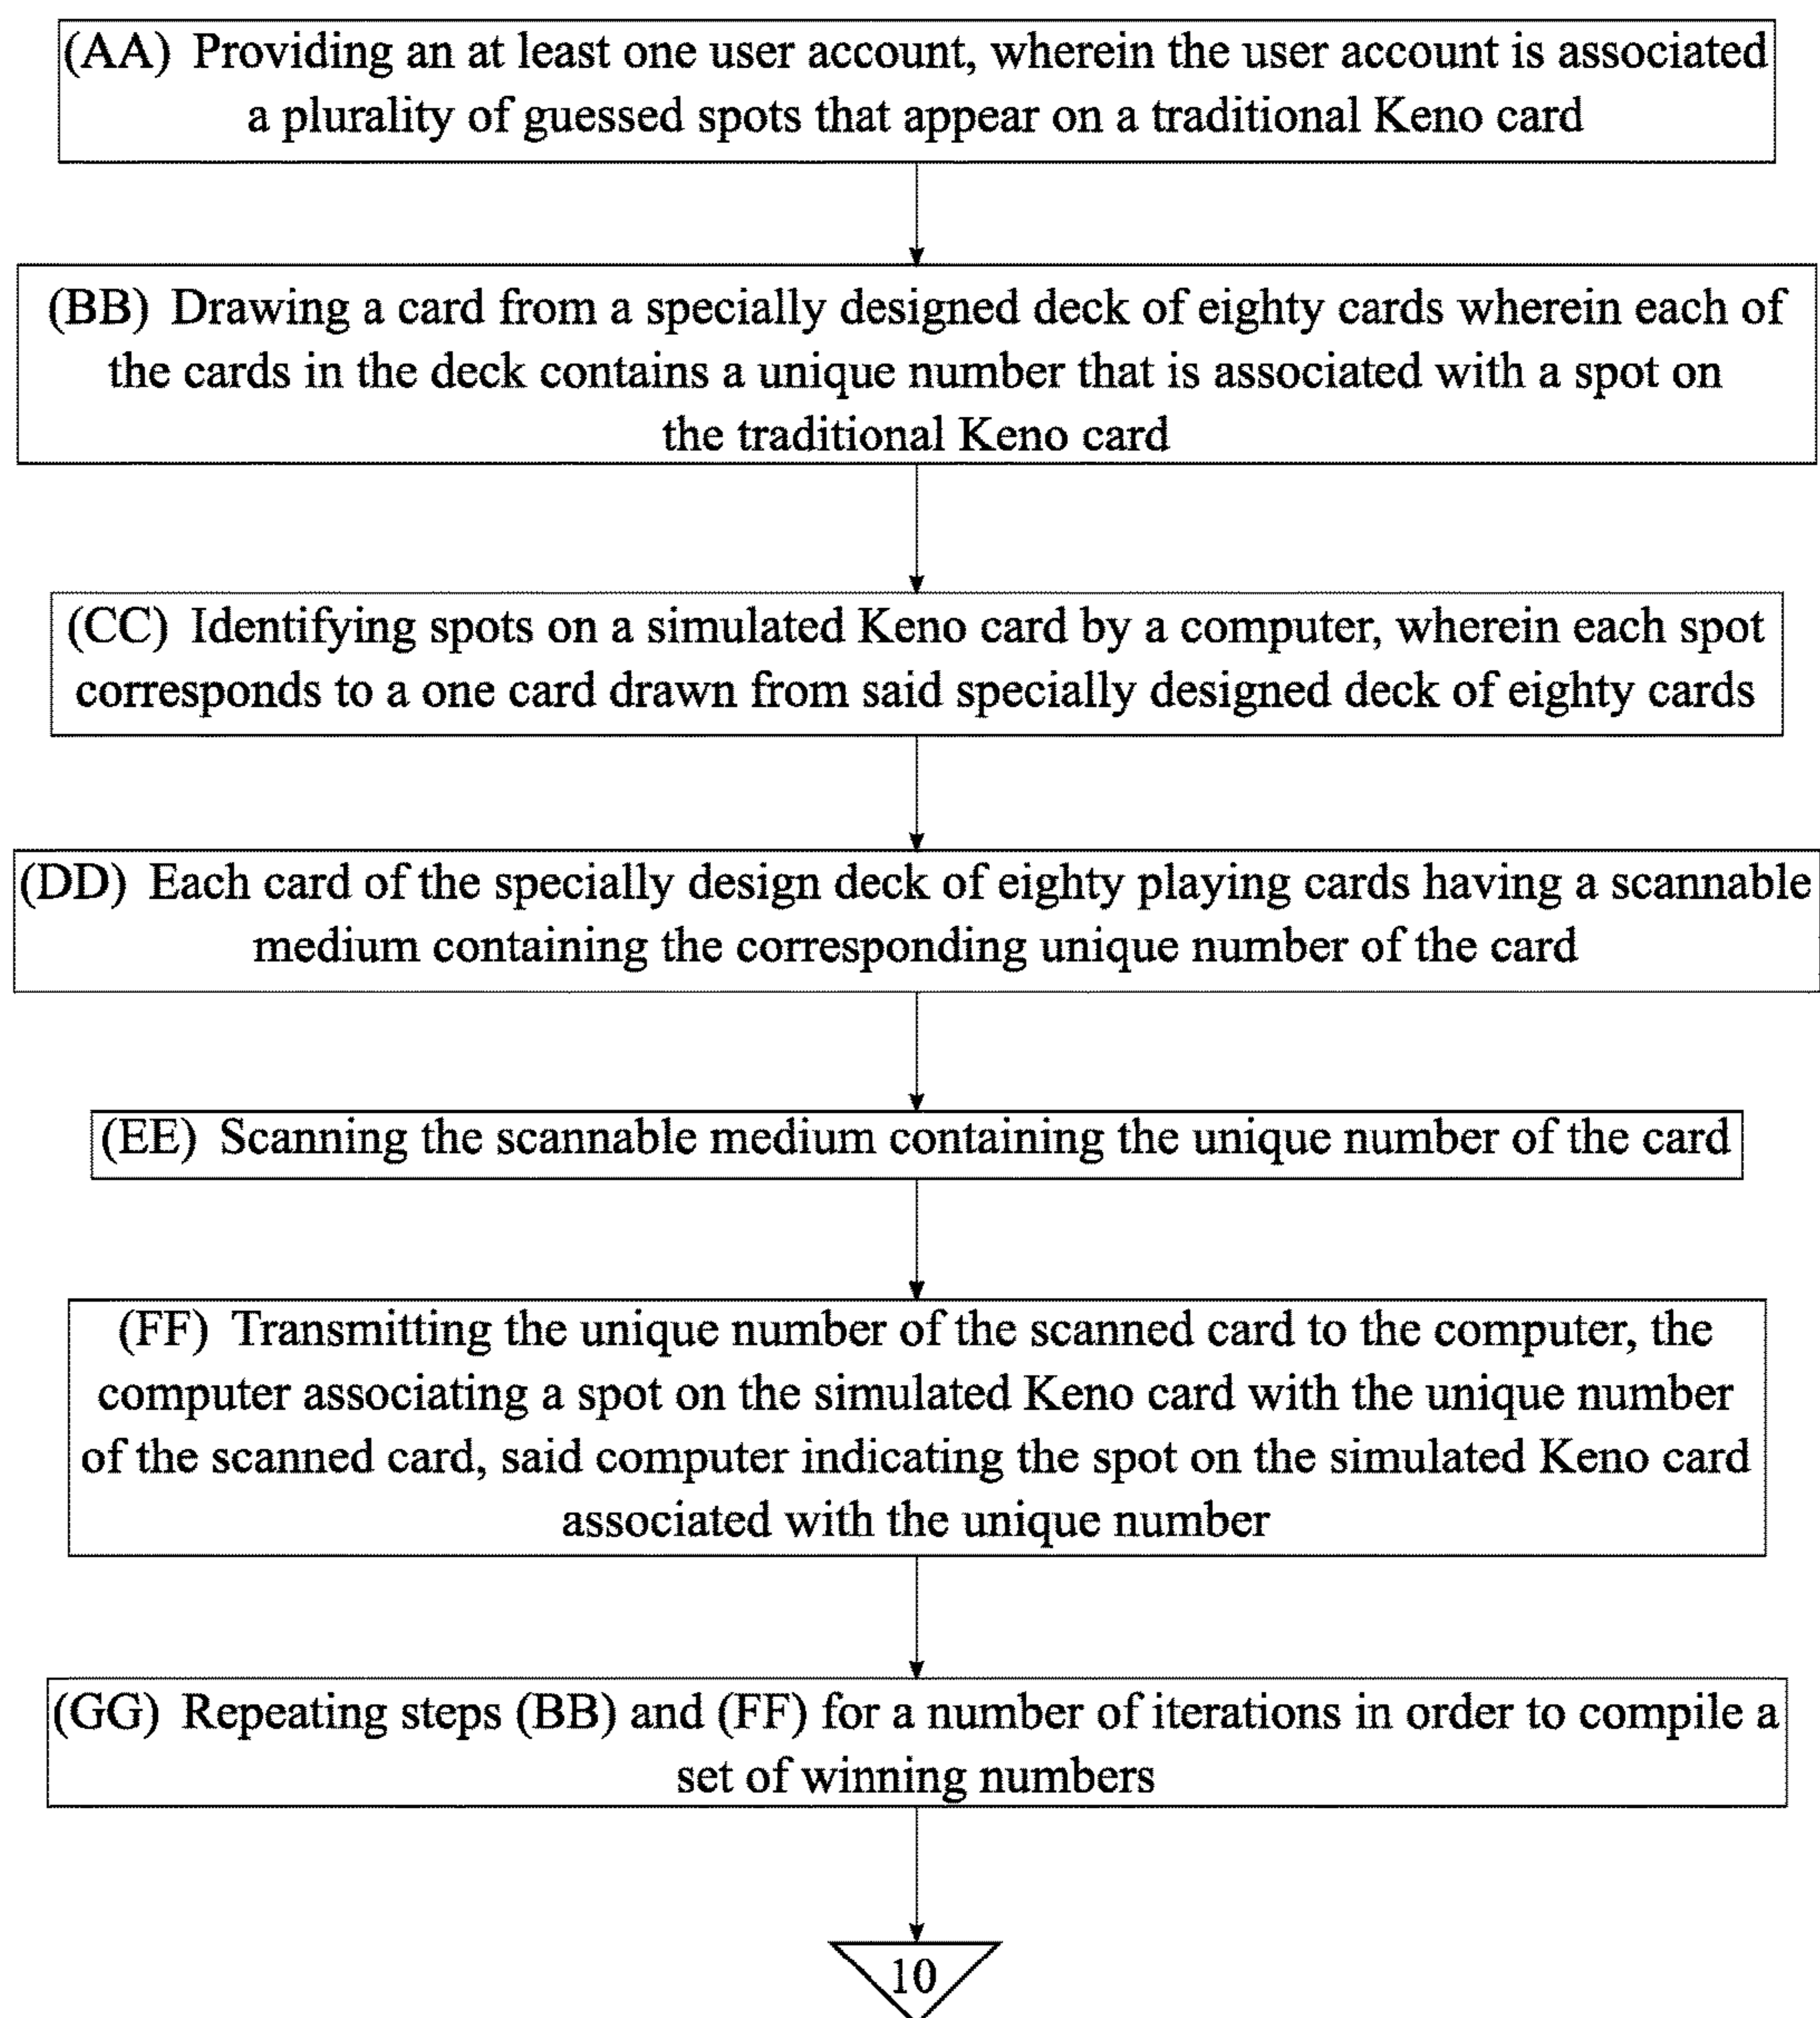 (AA) Providing an at least one user account, wherein the user account is associated
a plurality of guessed spots that appear on a traditional Keno card
(BB) Drawing a card from a specially designed deck of eighty cards wherein each of
the cards in the deck contains a unique number that is associated with a spot on
the traditional Keno card
(CC) Identifying spots on a simulated Keno card by a computer, wherein each spot
corresponds to a one card drawn from said specially designed deck of eighty cards
(DD) Each card of the specially design deck of eighty playing cards having a scannable
medium containing the corresponding unique number of the card
(EE) Scanning the scannable medium containing the unique number of the card
(FF) Transmitting the unique number of the scanned card to the computer, the
computer associating a spot on the simulated Keno card with the unique number
of the scanned card, said computer indicating the spot on the simulated Keno card
associated with the unique number
(GG) Repeating steps (BB) and (FF) for a number of iterations in order to compile a
set of winning numbers
10